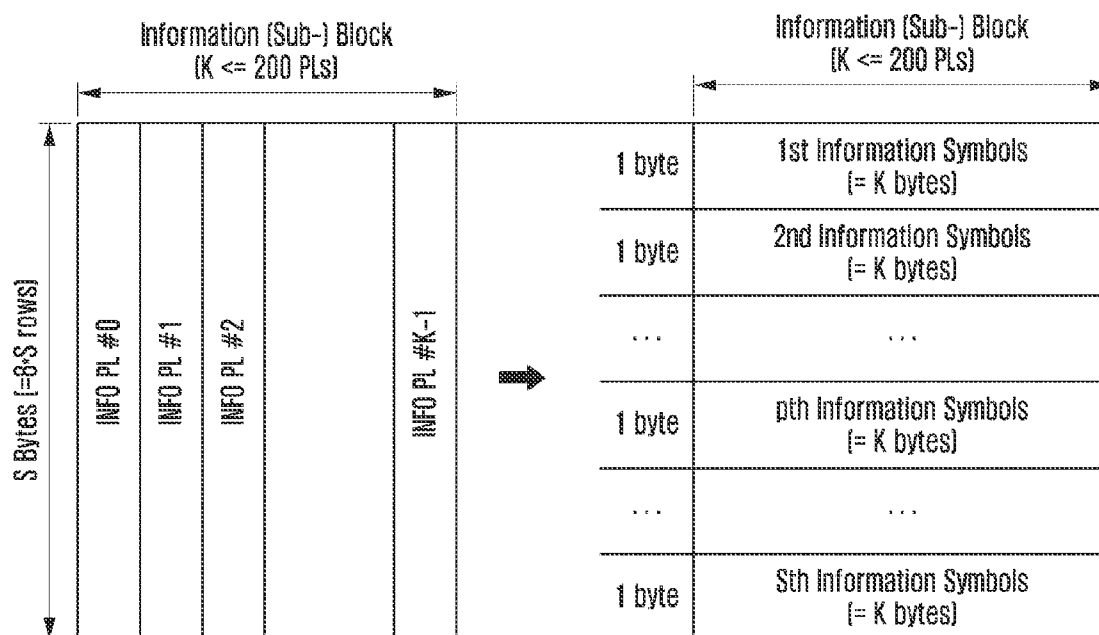 Information (Sub-) Block
(K <= 200 PLs)
S Bytes (=8*S rows)
INFO PL #0
INFO PL #1
INFO PL #2
INFO PL #K-1
Information (Sub-) Block
(K <= 200 PLs)
1 byte
1st Information Symbols
(= K bytes)
1 byte
2nd Information Symbols
(= K bytes)
...
...
1 byte
pth Information Symbols
(= K bytes)
...
...
1 byte
Sth Information Symbols
(= K bytes)